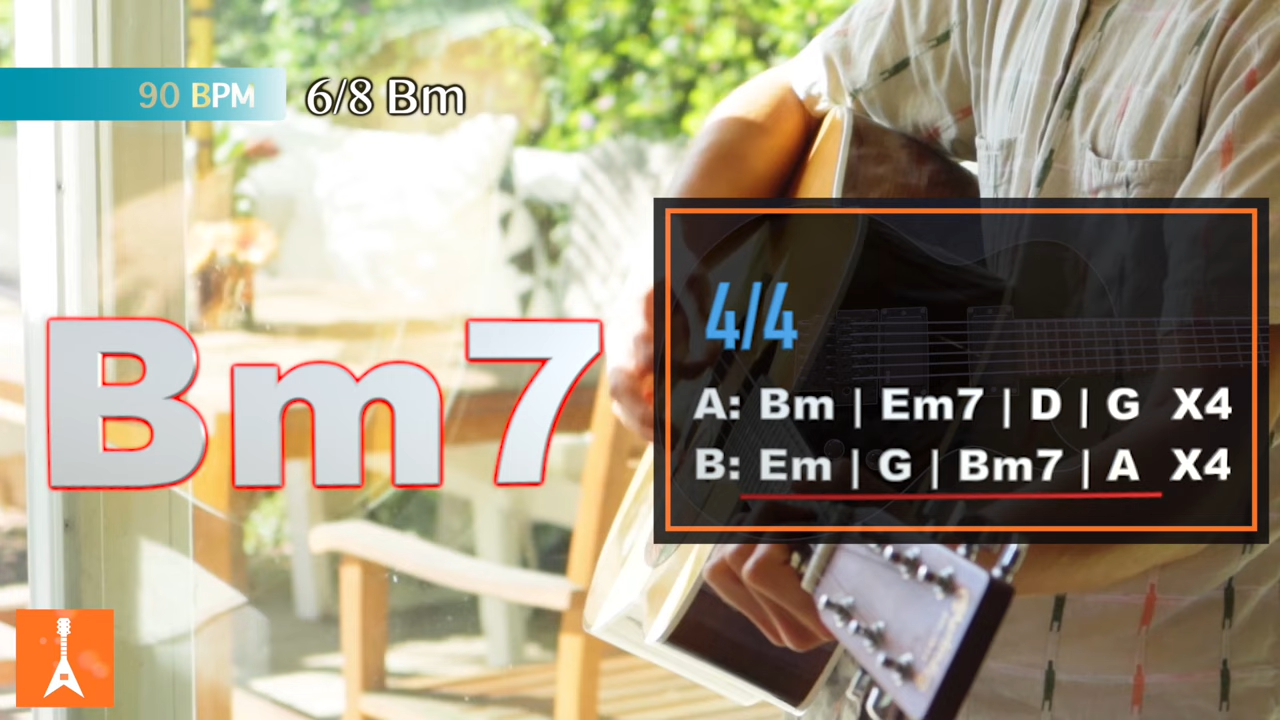 90 BPM 6/8 Bm
Bm7
4/4
A: Bm | Em7 | D | G X4
B: Em | G | Bm7 | A X4